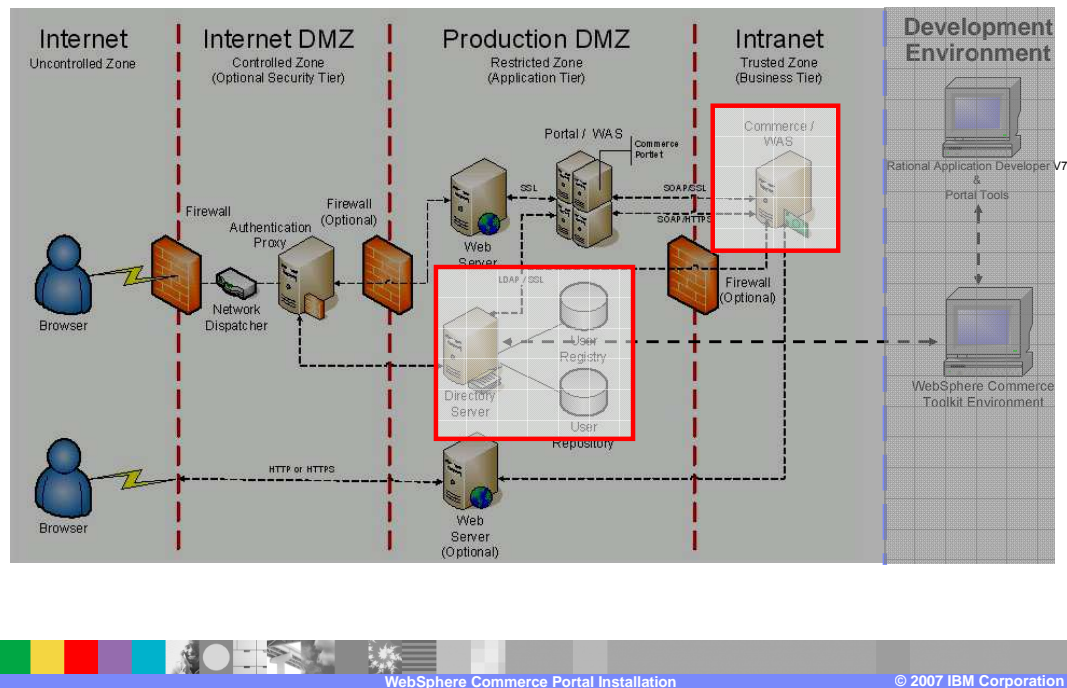 Internet
Uncontrolled Zone
Internet DMZ
Controlled Zone
(Optional Security Tier)
Production DMZ
Restricted Zone
(Application Tier)
Intranet
Trusted Zone
(Business Tier)
Development
Environment
Portal / WAS
Commerce
Portlet
Commerce /
WAS
Rational Application Developer V7
&
Portal Tools
SSL
SOAP/SSL
SOAP/HTTPS
Firewall
Authentication
Proxy
Firewall
(Optional)
Web
Server
LDAP / SSL
Firewall
(Optional)
Network
Dispatcher
Browser
User
Registry
Directory
Server
User
Repository
WebSphere Commerce
Toolkit Environment
HTTP or HTTPS
Browser
Web
Server
(Optional)
WebSphere Commerce Portal Installation
© 2007 IBM Corporation